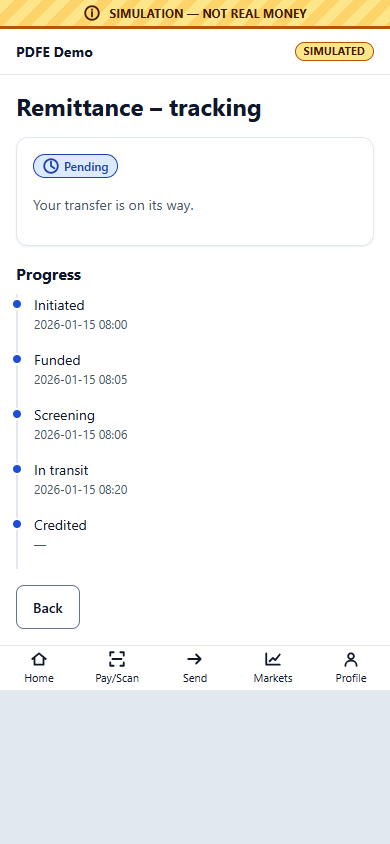 SIMULATION — NOT REAL MONEY
PDFE Demo
SIMULATED
Remittance – tracking
Pending
Your transfer is on its way.
Progress
Initiated
2026-01-15 08:00
Funded
2026-01-15 08:05
Screening
2026-01-15 08:06
In transit
2026-01-15 08:20
Credited
—
Back
Home
Pay/Scan
Send
Markets
Profile